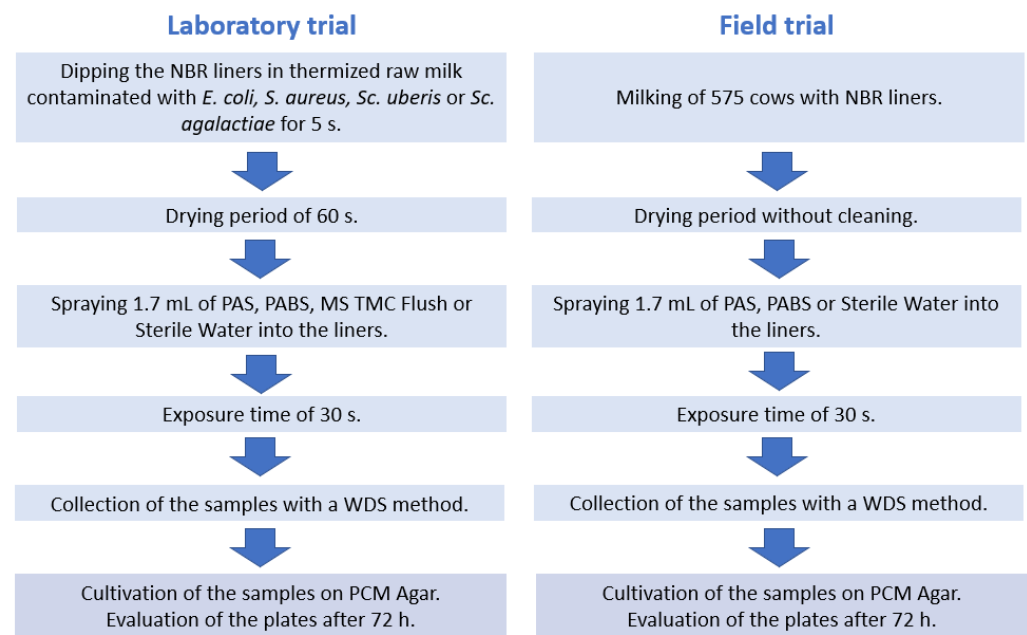 Laboratory trial
Dipping the NBR liners in thermized raw milk
contaminated with E. coli, S. aureus, Sc. uberis or Sc.
agalactiae for 5 s.
Drying period of 60 s.
Spraying 1.7 mL of PAS, PABS, MS TMC Flush or
Sterile Water into the liners.
Exposure time of 30 s.
Collection of the samples with a WDS method.
Cultivation of the samples on PCM Agar.
Evaluation of the plates after 72 h.
Field trial
Milking of 575 cows with NBR liners.
Drying period without cleaning.
Spraying 1.7 mL of PAS, PABS or Sterile Water into
the liners.
Exposure time of 30 s.
Collection of the samples with a WDS method.
Cultivation of the samples on PCM Agar.
Evaluation of the plates after 72 h.